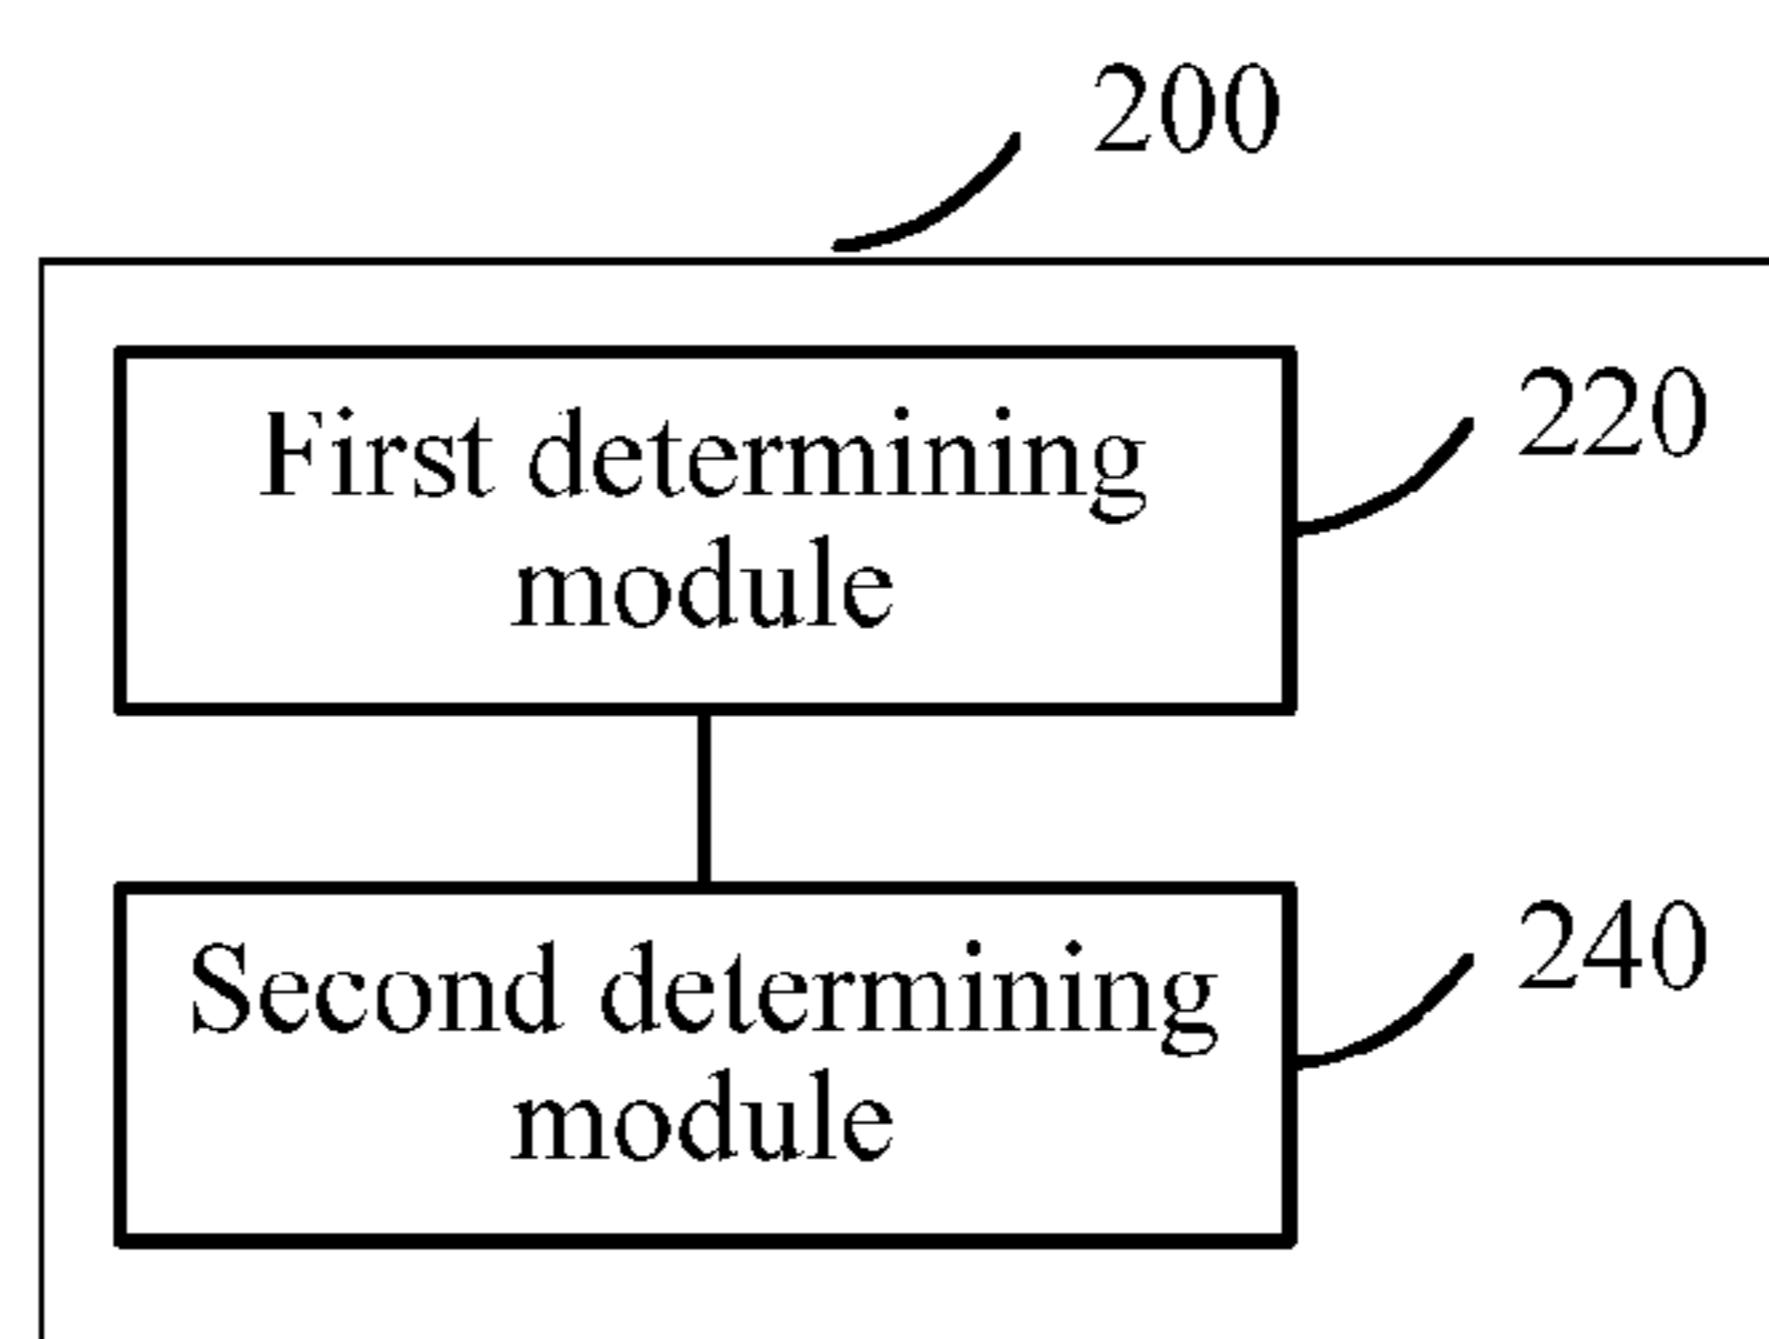 200
First determining
module
220
Second determining
module
240